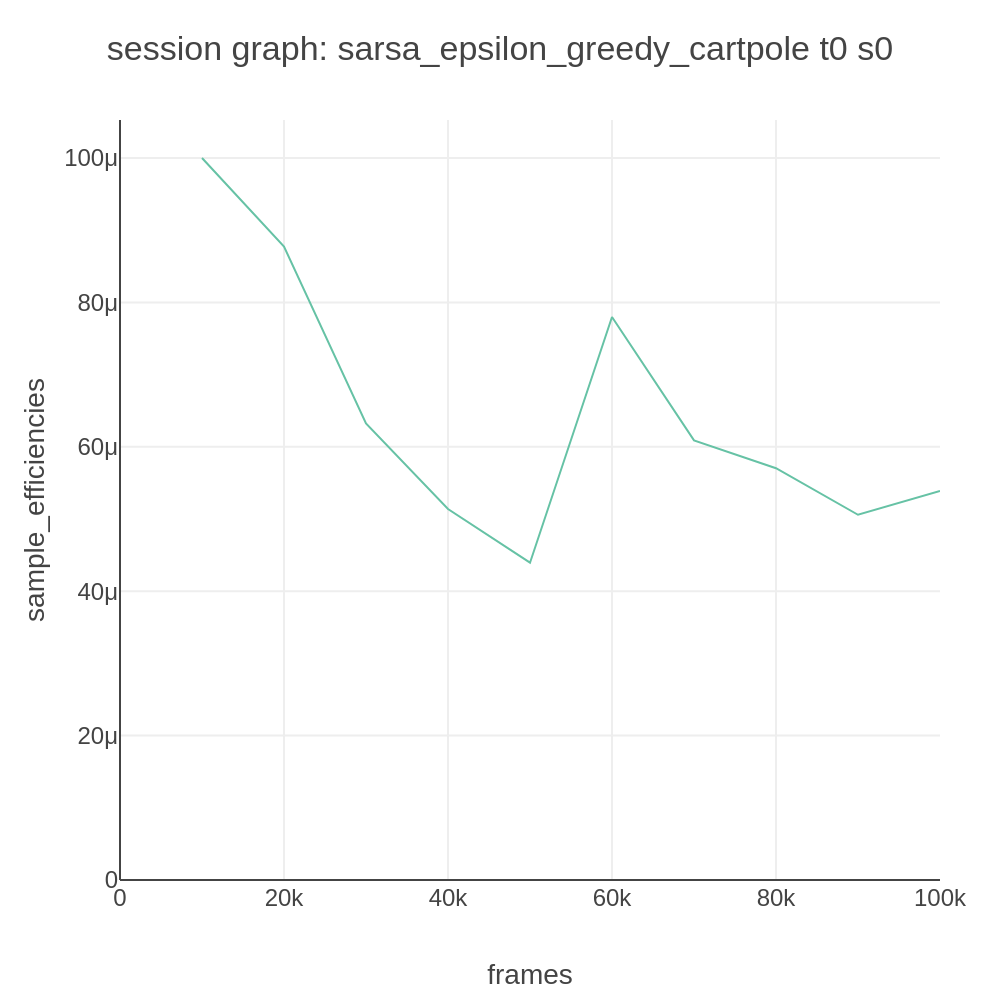 session graph: sarsa_epsilon_greedy_cartpole t0 s0
100μ
80μ
60μ
40μ
20μ
0
sample_efficiencies
0 20k 40k 60k 80k 100k
frames